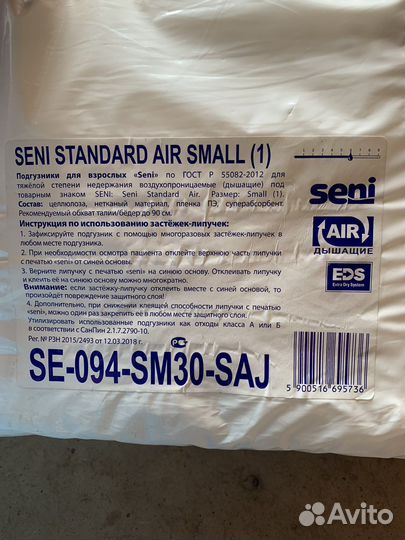 SENI STANDARD AIR SMALL (1)
Подгузники для взрослых «Seni» по ГОСТ Р 55082-2012 для
тяжёлой степени недержания воздухопроницаемые (дышащие) под
товарным знаком SENI: Seni Standard Air. Размер: Small (1).
Состав: целлюлоза, нетканый материал, пленка ПЭ, суперабсорбент.
Рекомендуемый обхват талии/бёдер до 90 см.
Инструкция по использованию застёжек-липучек:
1. Зафиксируйте подгузник с помощью многоразовых застёжек-липучек в
любом месте подгузника.
2. При необходимости осмотра пациента отклейте верхнюю часть липучки
с печатью «seni» от синей основы.
3. Верните липучку с печатью «seni» на синюю основу. Отклеивать липучку
и клеить её на синюю основу можно многократно.
Внимание: если застёжку-липучку отклеить вместе с синей основой, то
произойдёт повреждение защитного слоя!
4. Дополнительно, при снижении клеящей способности липучки с печатью
«seni», можно один раз закрепить её в любом месте защитного слоя!
Утилизировать использованные подгузники как отходы класса А или Б
в соответствии с СанПин 2.1.7.2790-10.
Рег. № РЗН 2015/2493 от 12.03.2018 г.
SE-094-SM30-SAJ
seni
AIR
ДЫШАЩИЕ
EDS
Extra Dry System
5 900516 695736
Avito